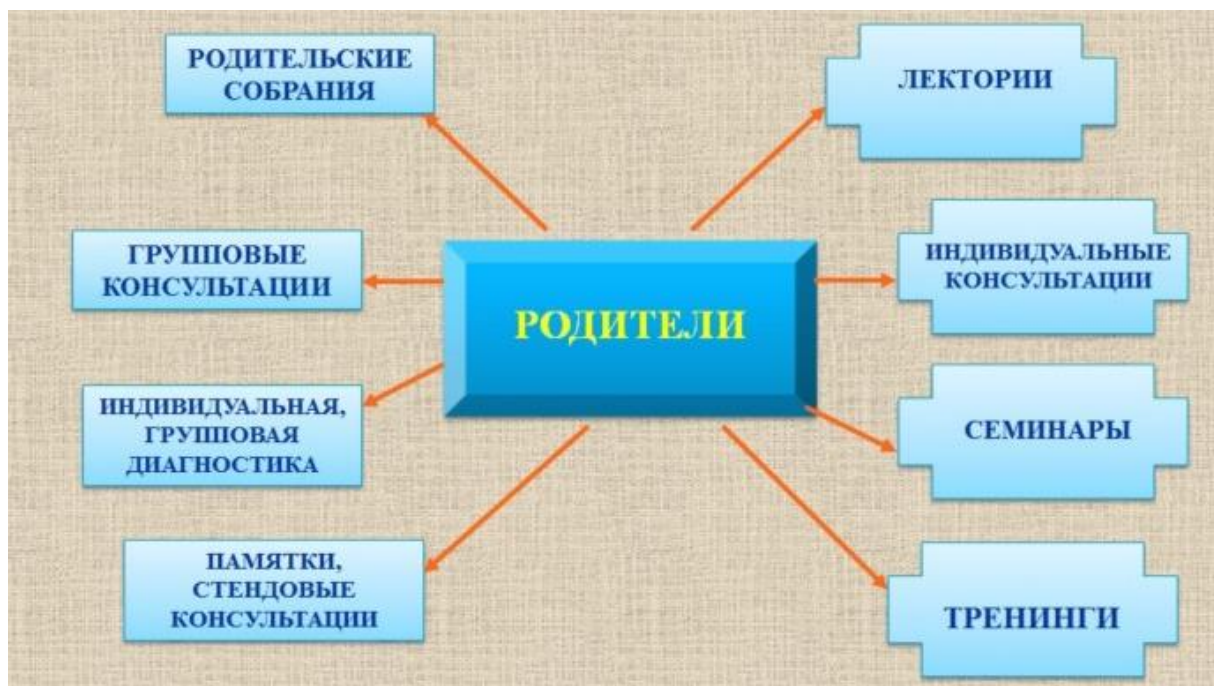 РОДИТЕЛЬСКИЕ
СОБРАНИЯ
ЛЕКТОРИИ
ГРУППОВЫЕ
КОНСУЛЬТАЦИИ
ИНДИВИДУАЛЬНЫЕ
КОНСУЛЬТАЦИИ
РОДИТЕЛИ
ИНДИВИДУАЛЬНАЯ,
ГРУППОВАЯ
ДИАГНОСТИКА
СЕМИНАРЫ
ПАМЯТКИ,
СТЕНДОВЫЕ
КОНСУЛЬТАЦИИ
ТРЕНИНГИ